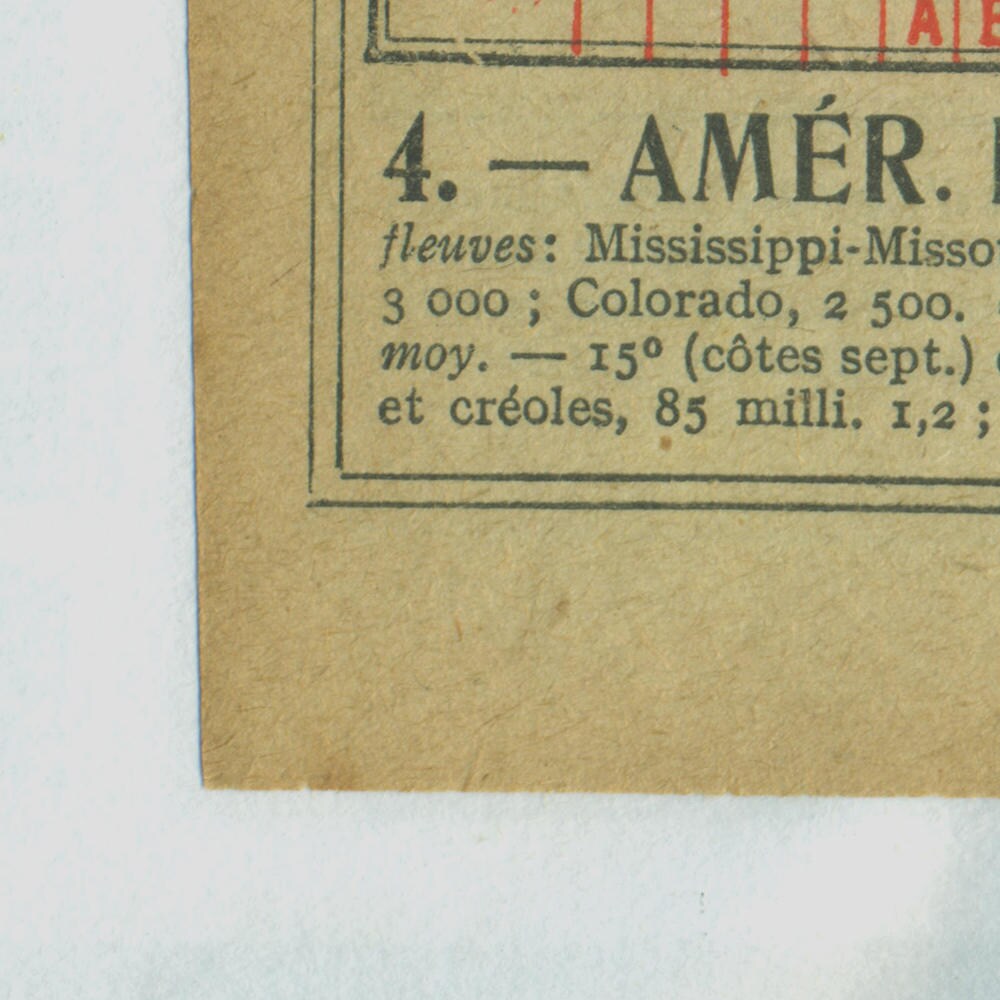 A
4. — AMÉR.
fleuves: Mississippi-Misso
3 000 ; Colorado, 2 500.
moy. — 15º (côtes sept.)
et créoles, 85 milli. 1,2 ;